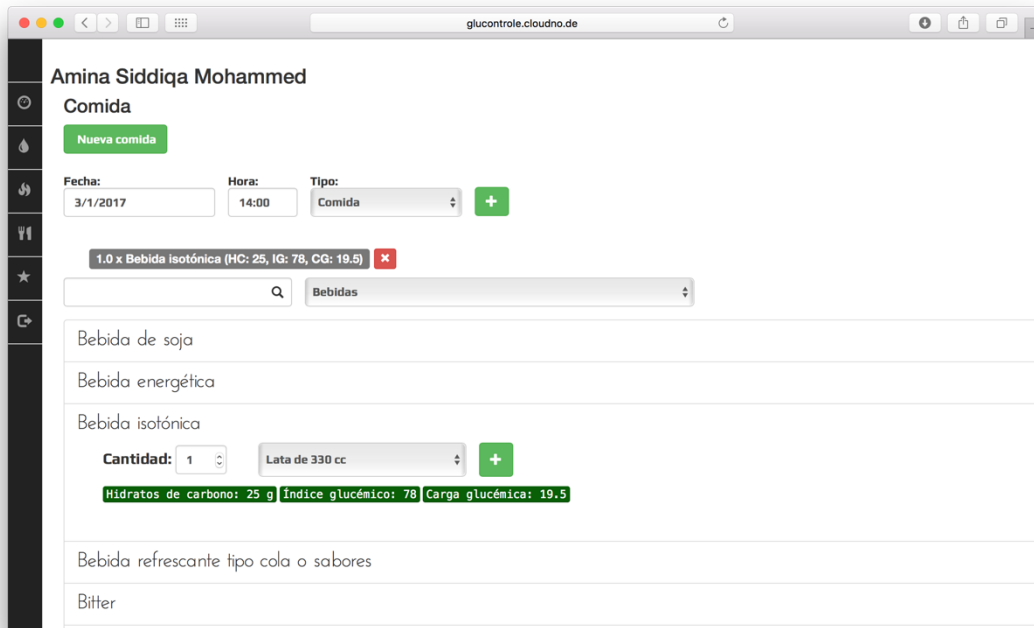 glucontrole.cloudno.de
Amina Siddiqa Mohammed
Comida
Nueva comida
Fecha: Hora: Tipo:
3/1/2017 14:00 Comida +
1.0 x Bebida isotónica (HC: 25, IG: 78, CG: 19.5) ×
Bebidas
Bebida de soja
Bebida energética
Bebida isotónica
Cantidad: 1 Lata de 330 cc +
Hidratos de carbono: 25 g Índice glucémico: 78 Carga glucémica: 19.5
Bebida refrescante tipo cola o sabores
Bitter